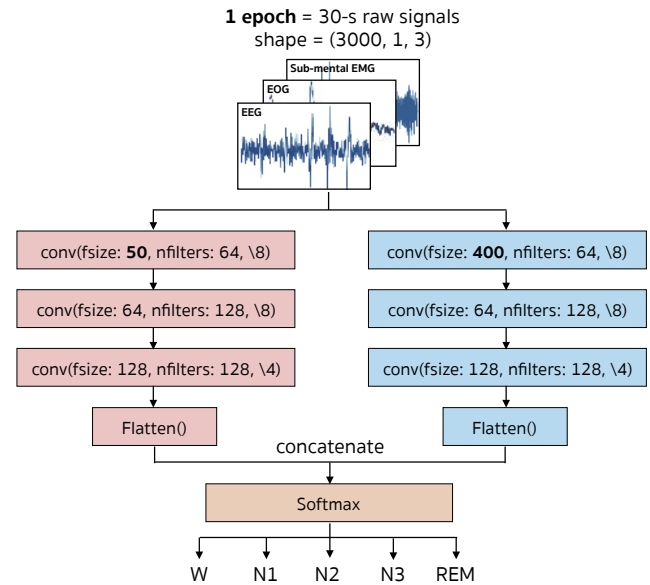 1 epoch = 30-s raw signals
shape = (3000, 1, 3)
Sub-mental EMG
EOG
EEG
conv(fsize: 50, nfilters: 64, \8)
conv(fsize: 400, nfilters: 64, \8)
conv(fsize: 64, nfilters: 128, \8)
conv(fsize: 64, nfilters: 128, \8)
conv(fsize: 128, nfilters: 128, \4)
conv(fsize: 128, nfilters: 128, \4)
Flatten()
Flatten()
concatenate
Softmax
W N1 N2 N3 REM